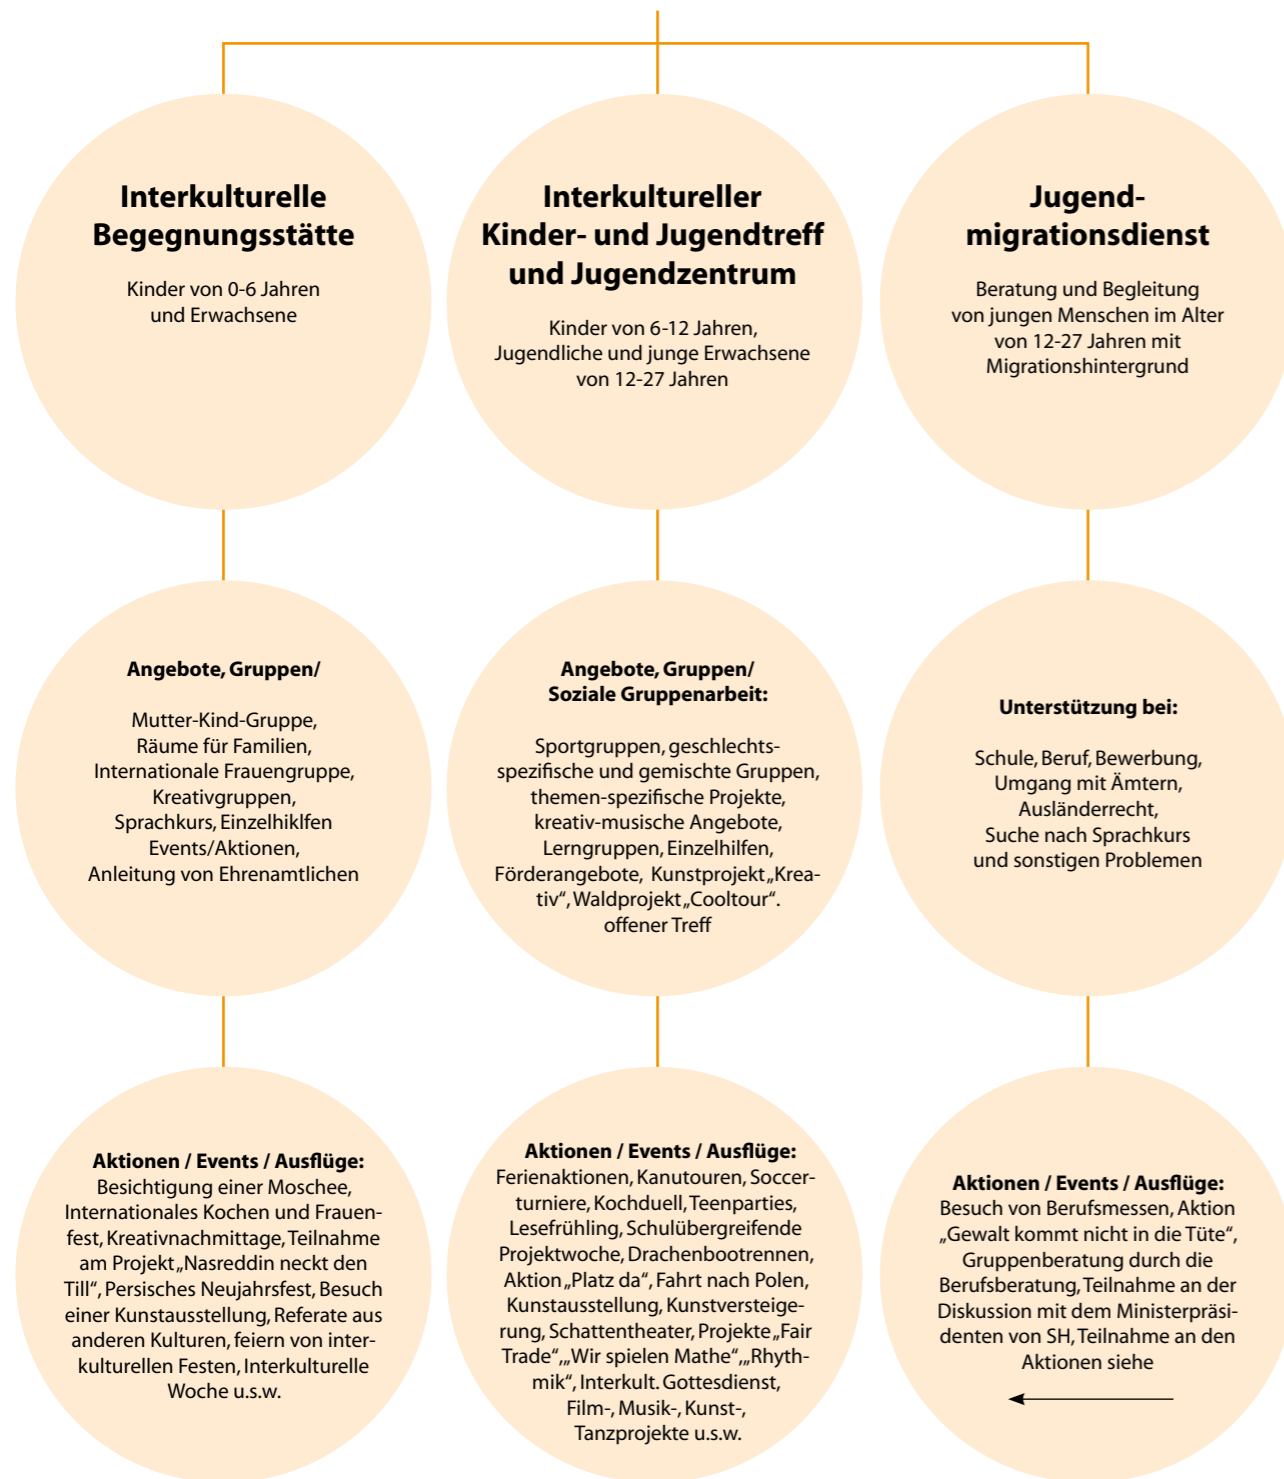 Interkulturelle
Begegnungsstätte
Kinder von 0-6 Jahren
und Erwachsene
Interkultureller
Kinder- und Jugendtreff
und Jugendzentrum
Kinder von 6-12 Jahren,
Jugendliche und junge Erwachsene
von 12-27 Jahren
Jugend-
migrationsdienst
Beratung und Begleitung
von jungen Menschen im Alter
von 12-27 Jahren mit
Migrationshintergrund
Angebote, Gruppen/
Mutter-Kind-Gruppe,
Räume für Familien,
Internationale Frauengruppe,
Kreativgruppen,
Sprachkurs, Einzelhiklfen
Events/Aktionen,
Anleitung von Ehrenamtlichen
Angebote, Gruppen/
Soziale Gruppenarbeit:
Sportgruppen, geschlechts-
spezifische und gemischte Gruppen,
themen-spezifische Projekte,
kreativ-musische Angebote,
Lerngruppen, Einzelhilfen,
Förderangebote, Kunstprojekt „Krea-
tiv“, Waldprojekt „Cooltour“.
offener Treff
Unterstützung bei:
Schule, Beruf, Bewerbung,
Umgang mit Ämtern,
Ausländerrecht,
Suche nach Sprachkurs
und sonstigen Problemen
Aktionen / Events / Ausflüge:
Besichtigung einer Moschee,
Internationales Kochen und Frauen-
fest, Kreativnachmittage, Teilnahme
am Projekt „Nasreddin neckt den
Till“, Persisches Neujahrsfest, Besuch
einer Kunstausstellung, Referate aus
anderen Kulturen, feiern von inter-
kulturellen Festen, Interkulturelle
Woche u.s.w.
Aktionen / Events / Ausflüge:
Ferienaktionen, Kanutouren, Soccer-
turniere, Kochduell, Teenparties,
Lesefrühling, Schulübergreifende
Projektwoche, Drachenbootrennen,
Aktion „Platz da“, Fahrt nach Polen,
Kunstausstellung, Kunstversteige-
rung, Schattentheater, Projekte „Fair
Trade“, „Wir spielen Mathe“, „Rhyth-
mik“, Interkult. Gottesdienst,
Film-, Musik-, Kunst-,
Tanzprojekte u.s.w.
Aktionen / Events / Ausflüge:
Besuch von Berufsmessen, Aktion
„Gewalt kommt nicht in die Tüte“,
Gruppenberatung durch die
Berufsberatung, Teilnahme an der
Diskussion mit dem Ministerpräsi-
denten von SH, Teilnahme an den
Aktionen siehe